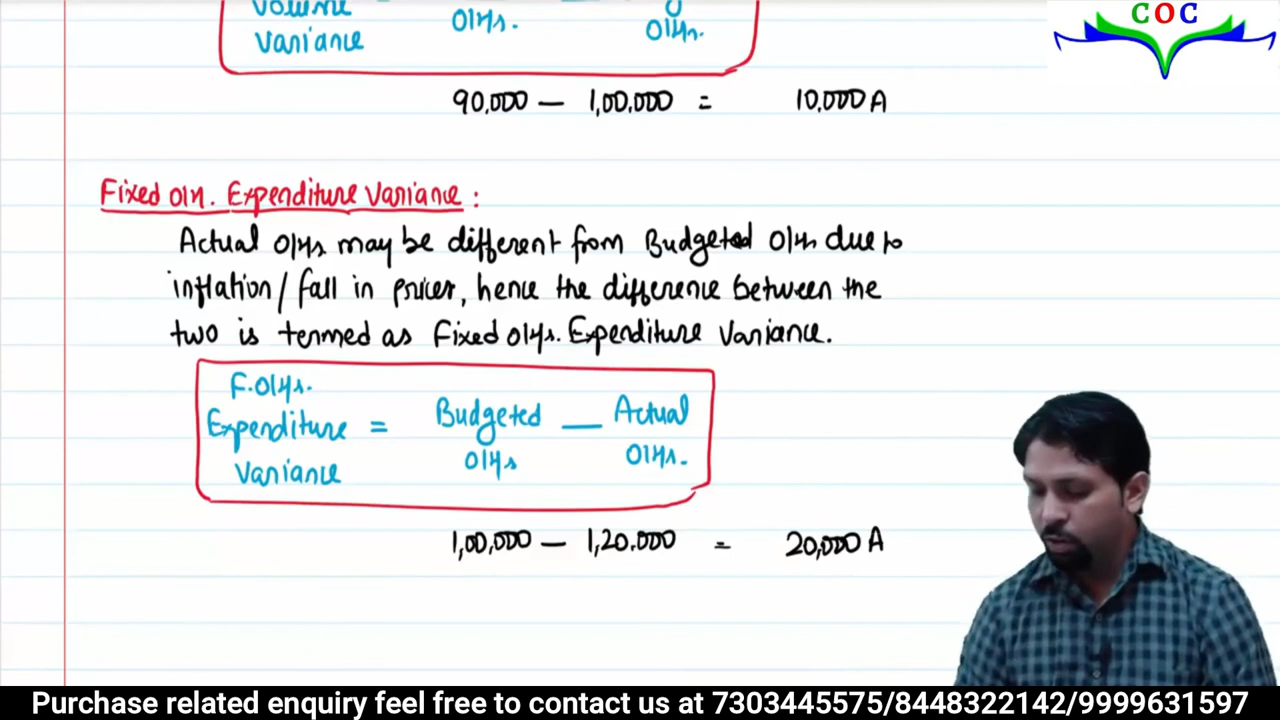 COC
Volume
Variance
O/Hs.
O/Hs.
90,000 — 1,00,000 = 10,000 A
Fixed O/H. Expenditure Variance :
Actual O/Hs may be different from Budgeted O/Hs due to
inflation / fall in prices, hence the difference between the
two is termed as Fixed O/Hs. Expenditure Variance.
F.O/Hs.
Expenditure = Budgeted — Actual
Variance O/Hs O/Hs.
1,00,000 — 1,20,000 = 20,000 A
Purchase related enquiry feel free to contact us at 7303445575/8448322142/9999631597